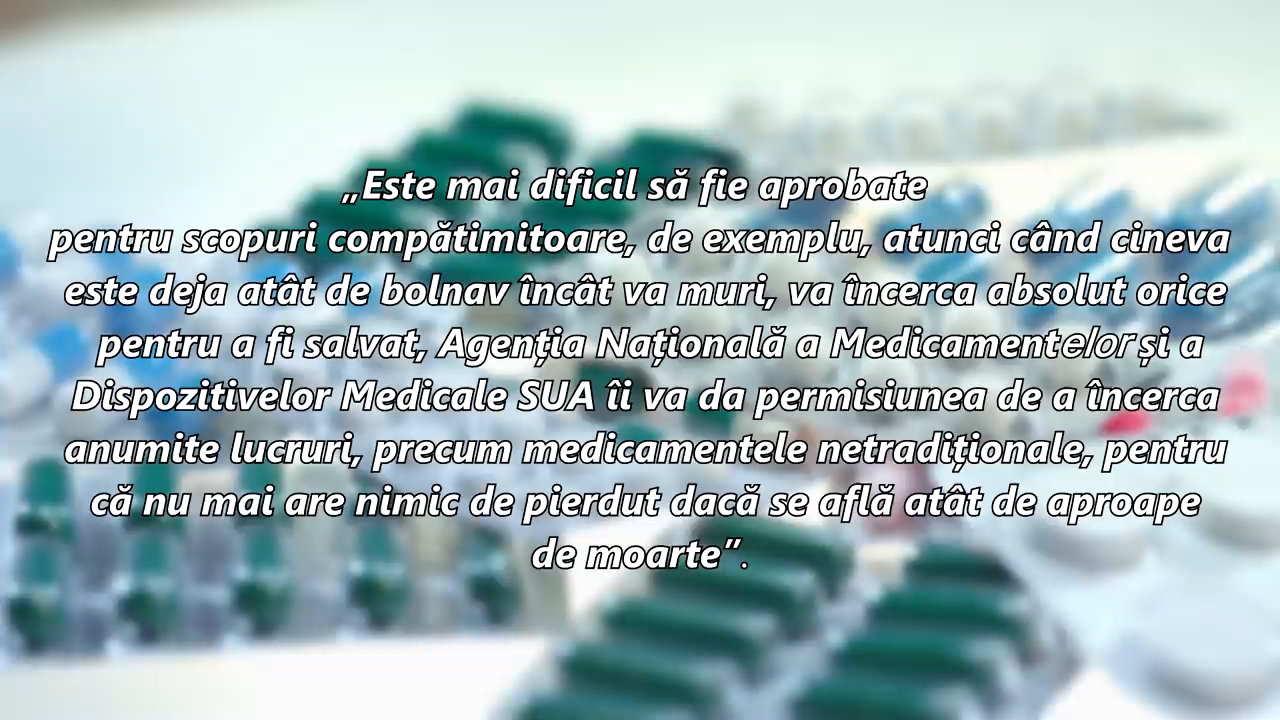 „Este mai dificil să fie aprobate
pentru scopuri compătimitoare, de exemplu, atunci când cineva
este deja atât de bolnav încât va muri, va încerca absolut orice
pentru a fi salvat, Agenția Națională a Medicamentelor și a
Dispozitivelor Medicale SUA îi va da permisiunea de a încerca
anumite lucruri, precum medicamentele netradiționale, pentru
că nu mai are nimic de pierdut dacă se află atât de aproape
de moarte”.